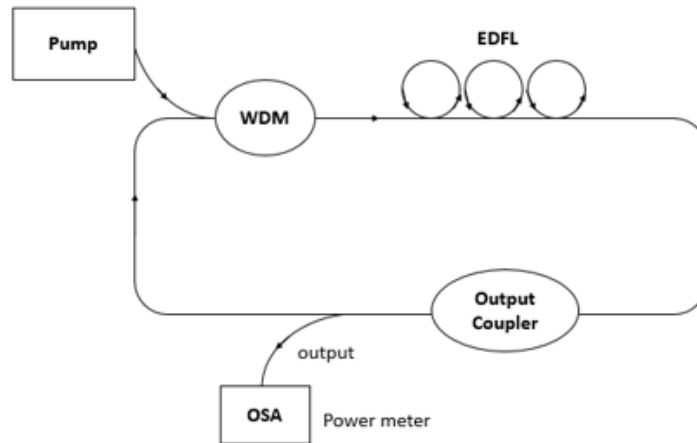 Pump
EDFL
WDM
Output
Coupler
output
OSA
Power meter